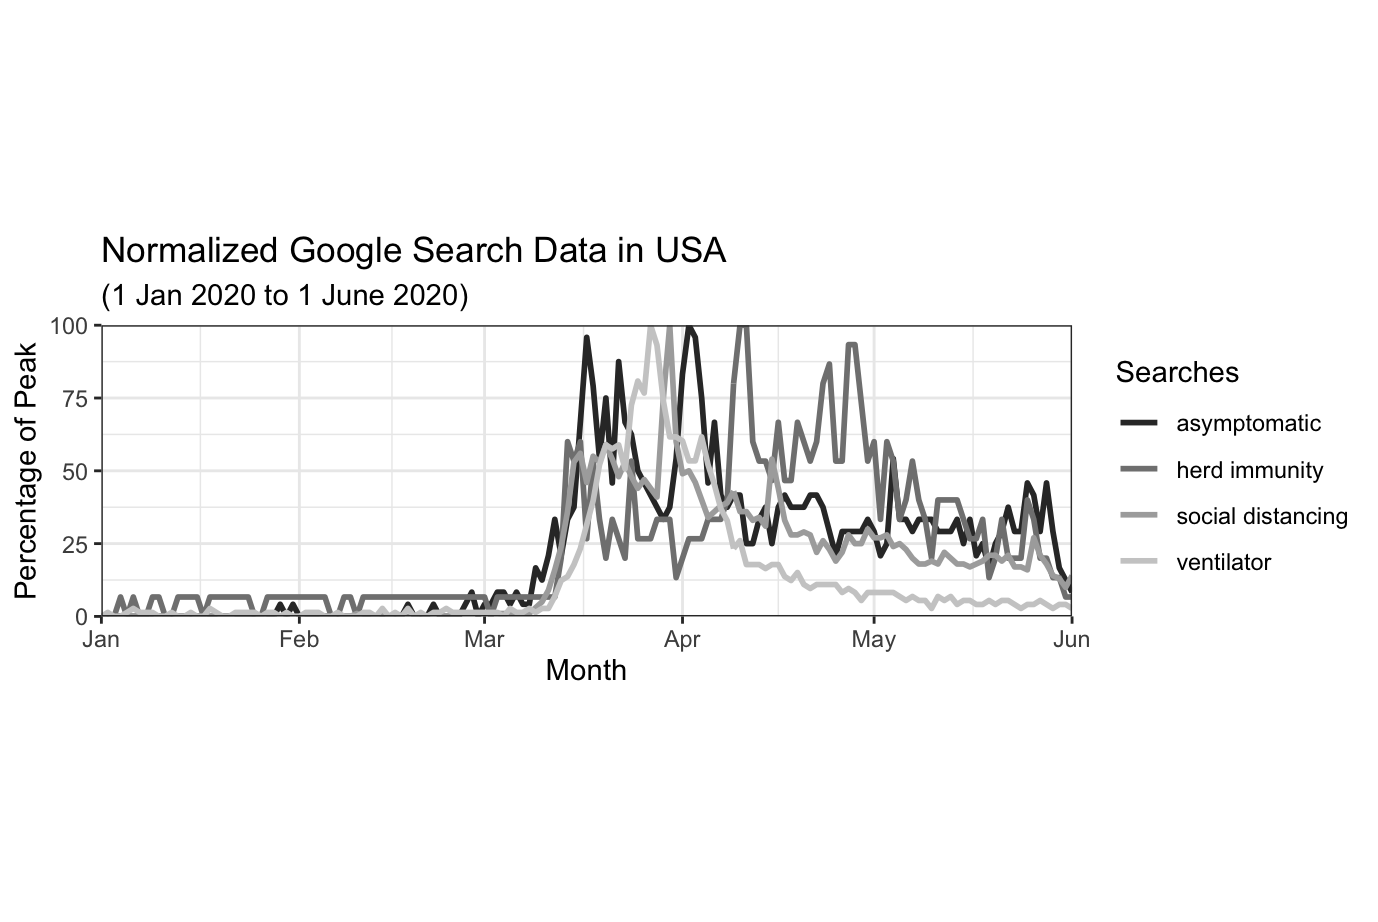 Normalized Google Search Data in USA
(1 Jan 2020 to 1 June 2020)
Percentage of Peak
100
75
50
25
0
Jan Feb Mar Apr May Jun
Month
Searches
asymptomatic
herd immunity
social distancing
ventilator